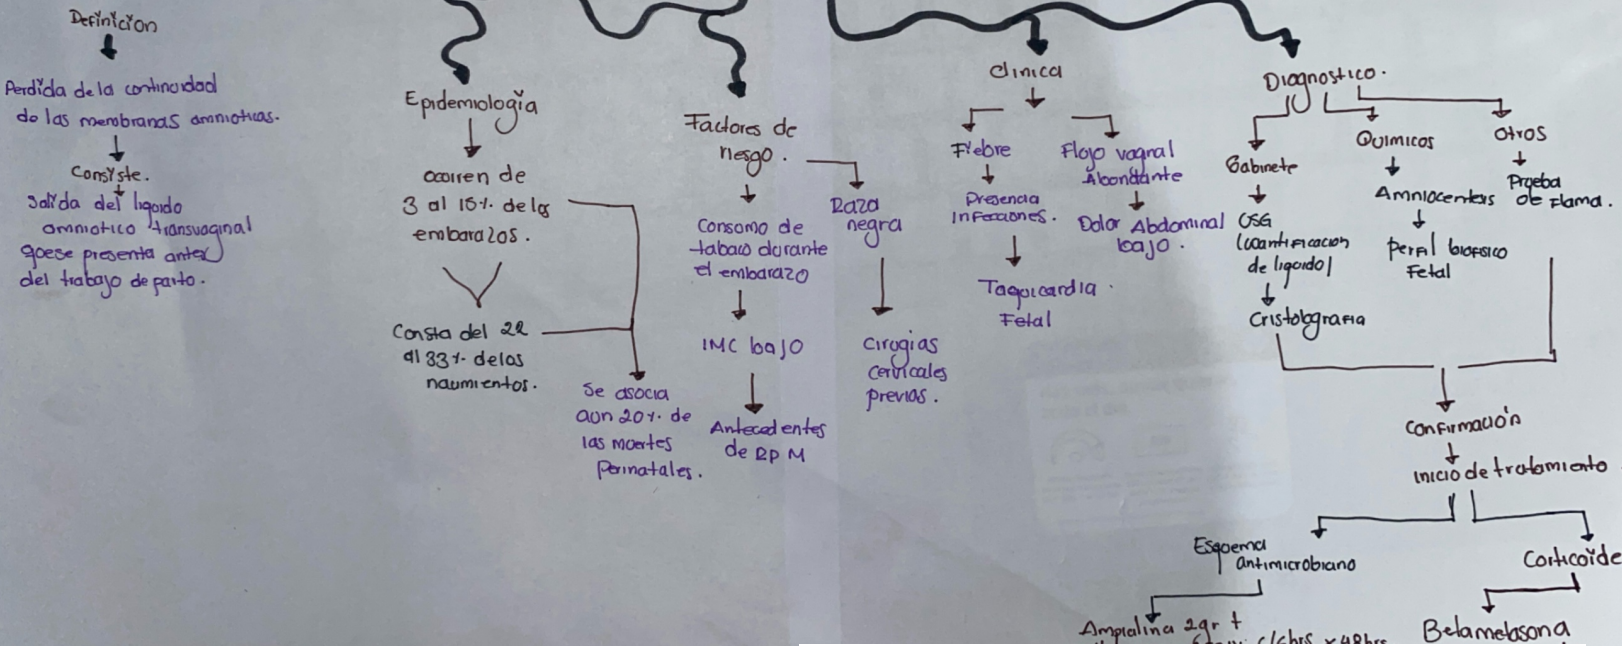 Definición
Perdida de la continuidad
de las membranas amnioticas.
Consiste.
Salida del liquido
amniotico transvaginal
quese presenta antes
del trabajo de parto.
Epidemiología
ocurren de
3 al 15% de los
embarazos.
Consta del 22
al 33% de los
nacimientos.
Se asocia
aun 20% de
las muertes
Perinatales.
Factores de
riesgo.
Consumo de
tabaco durante
el embarazo
IMC bajo
Antecedentes
de RPM
Raza
negra
Cirugias
cervicales
previas.
Clinica
Fiebre
Presencia
Infecciones.
Taquicardia
Fetal
Flujo vaginal
Abundante
Dolor Abdominal
bajo.
Diagnostico.
Gabinete
USG
(cuantificacion
de liquido)
Cristalografia
Quimicos
Amniocentesis
perfil biofisico
Fetal
Otros
Prueba
de Flama.
Confirmación
inicio de tratamiento
Esquema
antimicrobiano
Ampicilina 2gr +
c/6hrs x 48hrs
Corticoide
Betametasona